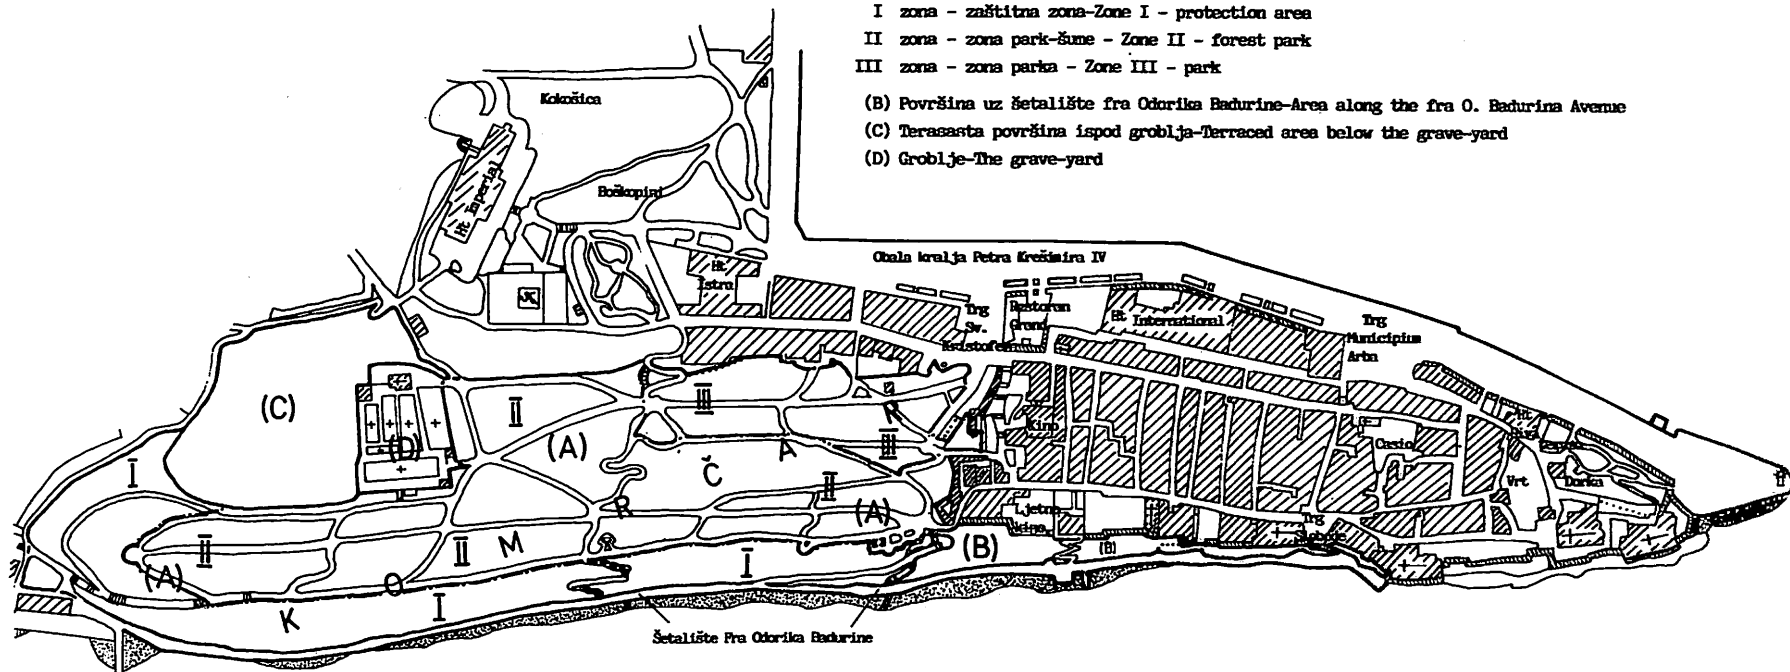 I zona - zaštitna zona-Zone I - protection area
II zona - zona park-šume - Zone II - forest park
III zona - zona parka - Zone III - park
(B) Površina uz šetalište fra Odorika Badurine-Area along the fra O. Badurina Avenue
(C) Terasasta površina ispod groblja-Terraced area below the grave-yard
(D) Groblje-The grave-yard
Kokošica
Ht Imperial
Boškopini
Obala kralja Petra Krešimira IV
Ht
Istra
Trg
Sv.
Kristofera
Restoran
Grand
Ht International
Trg
Municipium
Arba
(C)
(D)
II
(A)
III
R
III
Kino
Casio
Ht
I
Č
A
II
(A)
R
Ljetno
kino
Vrt
Dorka
Trg
Slobode
II
(A)
II
M
O
I
(B)
(B)
K
I
Šetalište Fra Odorika Badurine